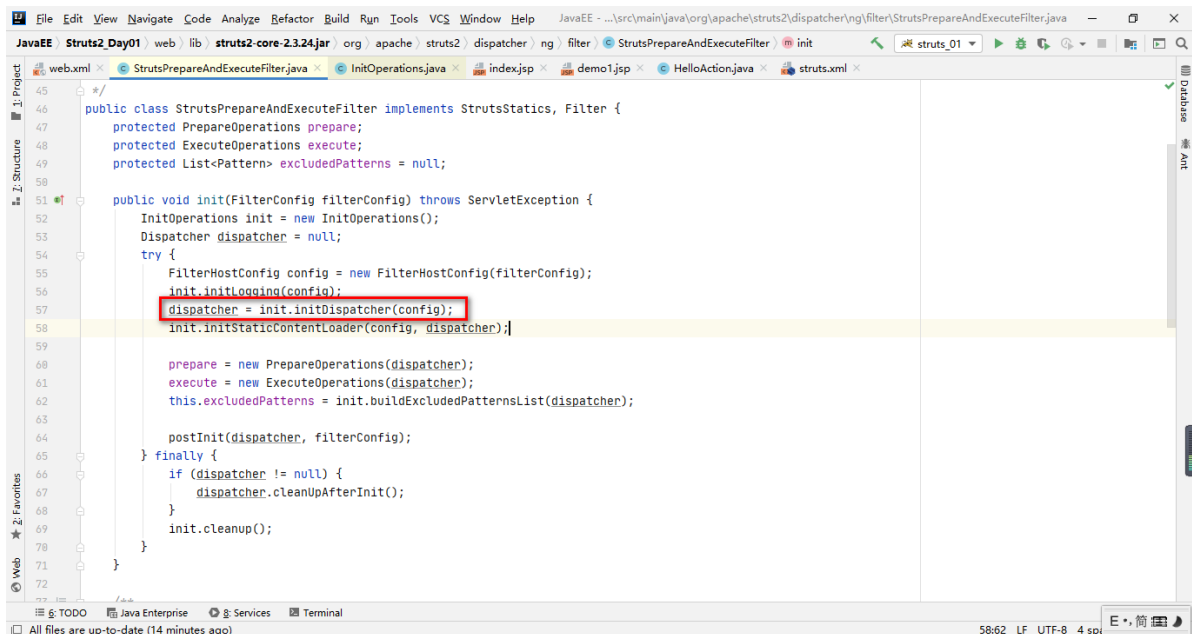 File Edit View Navigate Code Analyze Refactor Build Run Tools VCS Window Help JavaEE - ...\src\main\java\org\apache\struts2\dispatcher\ng\filter\StrutsPrepareAndExecuteFilter.java
JavaEE Struts2_Day01 web lib struts2-core-2.3.24.jar org apache struts2 dispatcher ng filter StrutsPrepareAndExecuteFilter init struts_01
web.xml StrutsPrepareAndExecuteFilter.java InitOperations.java index.jsp demo1.jsp HelloAction.java struts.xml
1: Project
7: Structure
2: Favorites
Web
Database
Ant
45 */
46 public class StrutsPrepareAndExecuteFilter implements StrutsStatics, Filter {
47 protected PrepareOperations prepare;
48 protected ExecuteOperations execute;
49 protected List<Pattern> excludedPatterns = null;
50
51 public void init(FilterConfig filterConfig) throws ServletException {
52 InitOperations init = new InitOperations();
53 Dispatcher dispatcher = null;
54 try {
55 FilterHostConfig config = new FilterHostConfig(filterConfig);
56 init.initLogging(config);
57 dispatcher = init.initDispatcher(config);
58 init.initStaticContentLoader(config, dispatcher);
59
60 prepare = new PrepareOperations(dispatcher);
61 execute = new ExecuteOperations(dispatcher);
62 this.excludedPatterns = init.buildExcludedPatternsList(dispatcher);
63
64 postInit(dispatcher, filterConfig);
65 } finally {
66 if (dispatcher != null) {
67 dispatcher.cleanUpAfterInit();
68 }
69 init.cleanup();
70 }
71 }
72
73 /**
6: TODO Java Enterprise 8: Services Terminal
All files are up-to-date (14 minutes ago) 58:62 LF UTF-8 4 spa
E 简